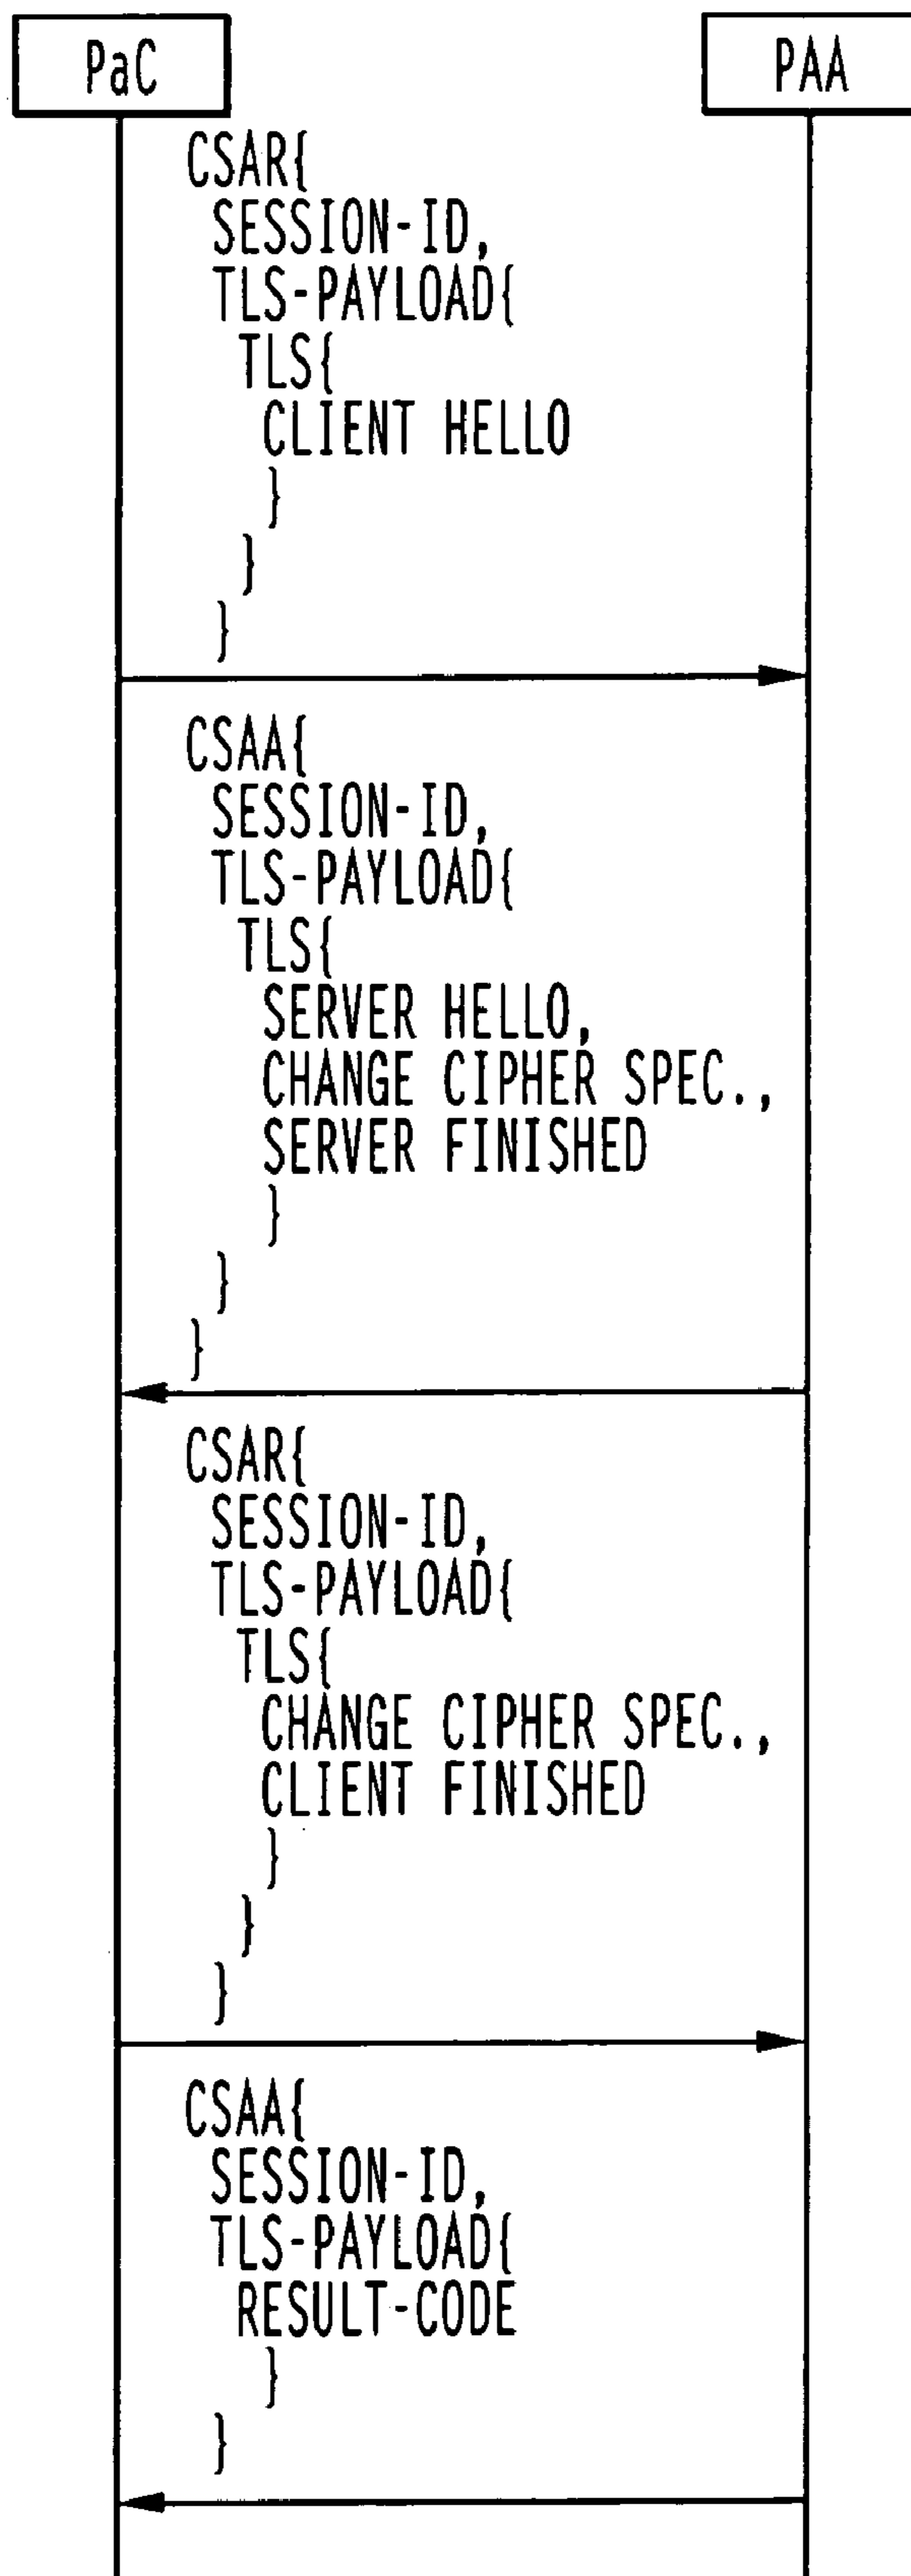 PaC
PAA
CSAR{
SESSION-ID,
TLS-PAYLOAD{
TLS{
CLIENT HELLO
}
}
}
CSAA{
SESSION-ID,
TLS-PAYLOAD{
TLS{
SERVER HELLO,
CHANGE CIPHER SPEC.,
SERVER FINISHED
}
}
}
CSAR{
SESSION-ID,
TLS-PAYLOAD{
TLS{
CHANGE CIPHER SPEC.,
CLIENT FINISHED
}
}
}
CSAA{
SESSION-ID,
TLS-PAYLOAD{
RESULT-CODE
}
}